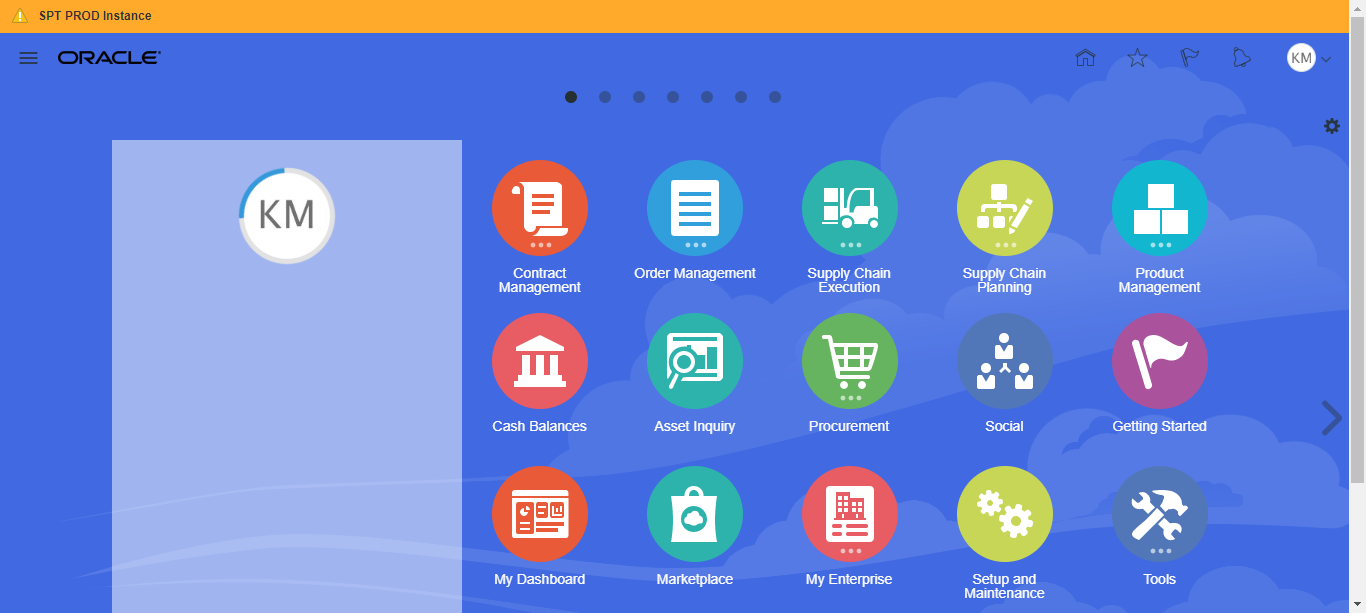 SPT PROD Instance
ORACLE
KM
KM
Contract
Management
Order Management
Supply Chain
Execution
Supply Chain
Planning
Product
Management
Cash Balances
Asset Inquiry
Procurement
Social
Getting Started
My Dashboard
Marketplace
My Enterprise
Setup and
Maintenance
Tools